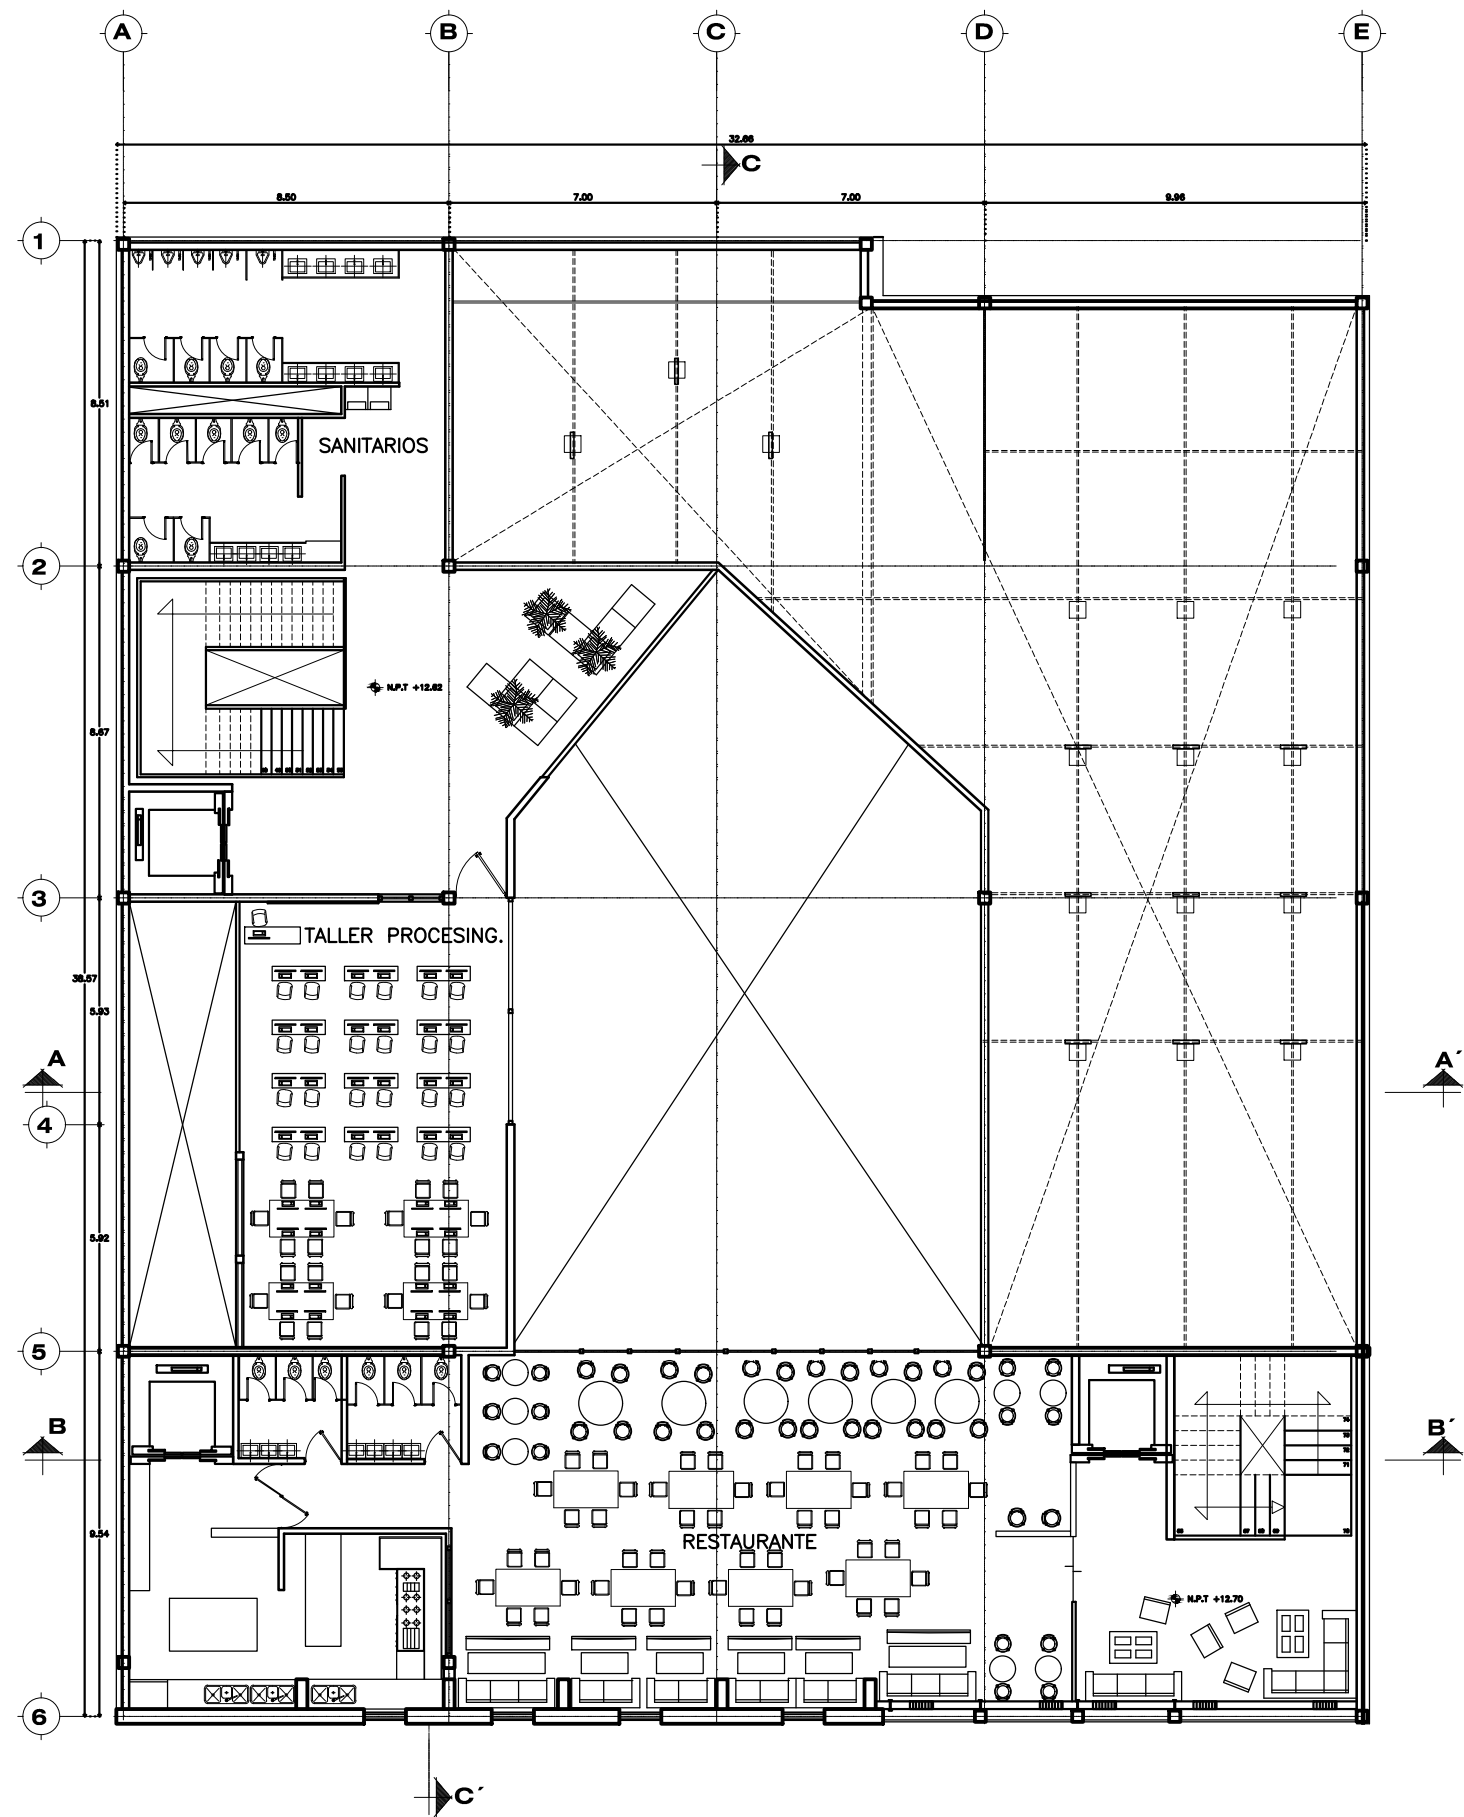 A B C D E
32.66
C
8.50 7.00 7.00 9.96
1
8.51
SANITARIOS
2
N.P.T +12.62
8.67
3
TALLER PROCESING.
38.57
5.93
A A´
4
5.92
5
B B´
9.54
RESTAURANTE
N.P.T +12.70
6
C´